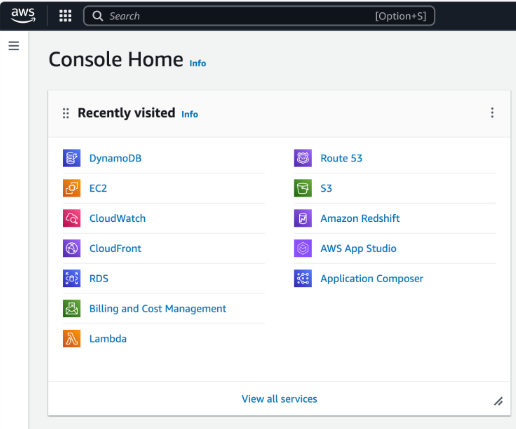 aws
Search
[Option+S]
Console Home Info
Recently visited Info
DynamoDB
EC2
CloudWatch
CloudFront
RDS
Billing and Cost Management
Lambda
Route 53
S3
Amazon Redshift
AWS App Studio
Application Composer
View all services